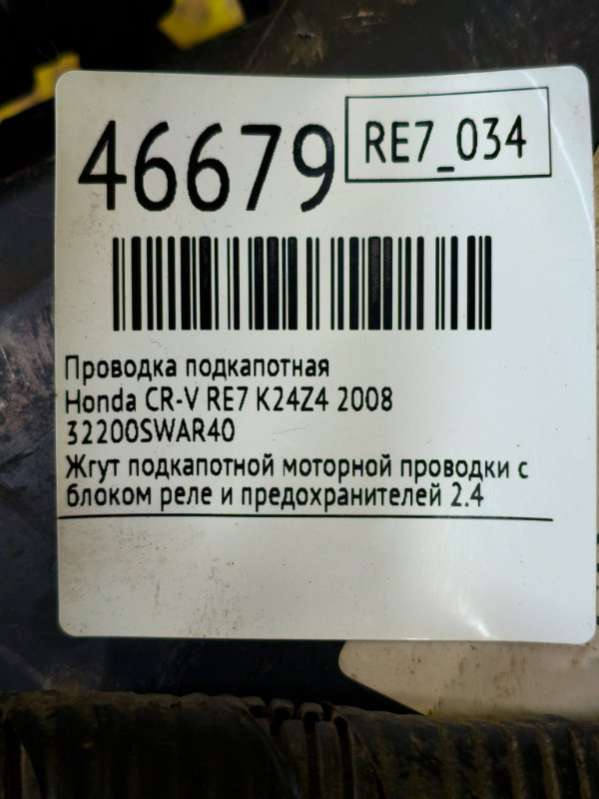 46679
RE7_034
Проводка подкапотная
Honda CR-V RE7 K24Z4 2008
32200SWAR40
Жгут подкапотной моторной проводки с
блоком реле и предохранителей 2.4